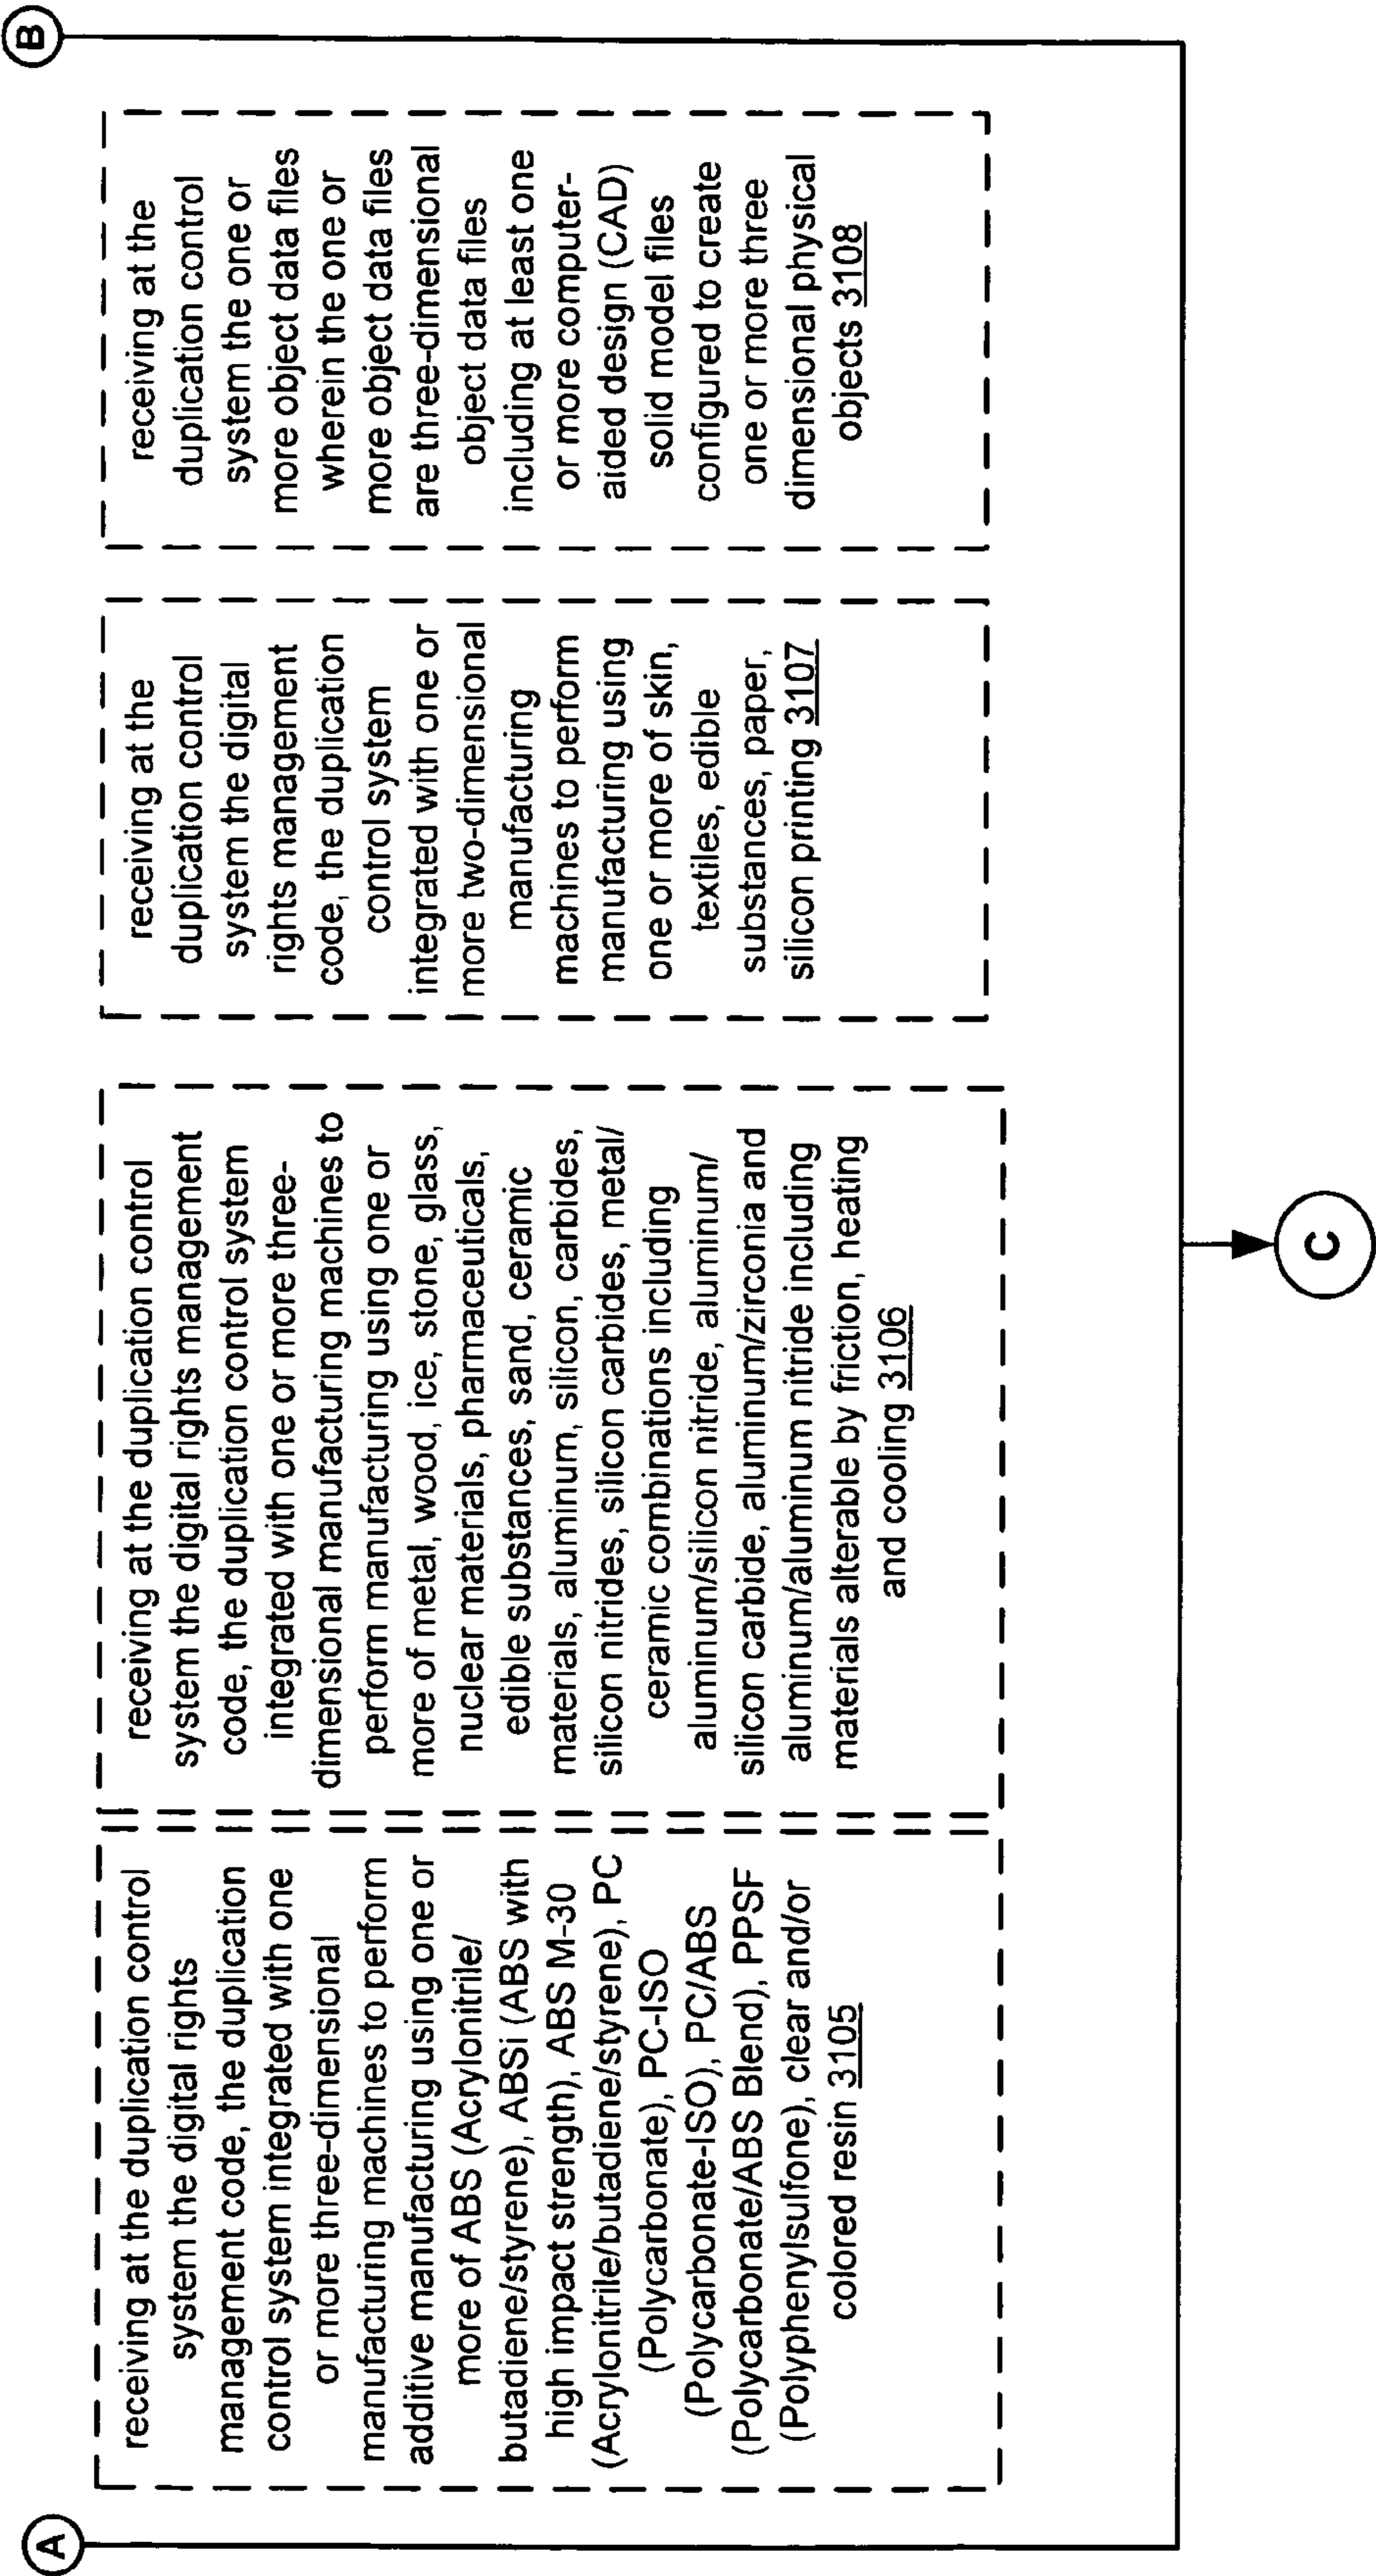 A
B
receiving at the duplication control
system the digital rights
management code, the duplication
control system integrated with one
or more three-dimensional
manufacturing machines to perform
additive manufacturing using one or
more of ABS (Acrylonitrile/
butadiene/styrene), ABSi (ABS with
high impact strength), ABS M-30
(Acrylonitrile/butadiene/styrene), PC
(Polycarbonate), PC-ISO
(Polycarbonate-ISO), PC/ABS
(Polycarbonate/ABS Blend), PPSF
(Polyphenylsulfone), clear and/or
colored resin 3105
receiving at the duplication control
system the digital rights management
code, the duplication control system
integrated with one or more three-
dimensional manufacturing machines to
perform manufacturing using one or
more of metal, wood, ice, stone, glass,
nuclear materials, pharmaceuticals,
edible substances, sand, ceramic
materials, aluminum, silicon, carbides,
silicon nitrides, silicon carbides, metal/
ceramic combinations including
aluminum/silicon nitride, aluminum/
silicon carbide, aluminum/zirconia and
aluminum/aluminum nitride including
materials alterable by friction, heating
and cooling 3106
receiving at the
duplication control
system the digital
rights management
code, the duplication
control system
integrated with one or
more two-dimensional
manufacturing
machines to perform
manufacturing using
one or more of skin,
textiles, edible
substances, paper,
silicon printing 3107
receiving at the
duplication control
system the one or
more object data files
wherein the one or
more object data files
are three-dimensional
object data files
including at least one
or more computer-
aided design (CAD)
solid model files
configured to create
one or more three
dimensional physical
objects 3108
C